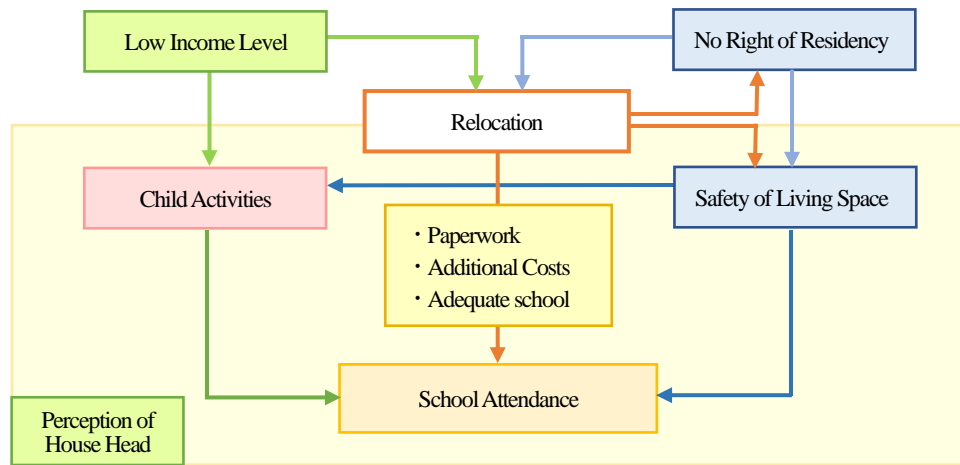 Low Income Level
No Right of Residency
Relocation
Child Activities
Safety of Living Space
・Paperwork
・Additional Costs
・Adequate school
School Attendance
Perception of
House Head